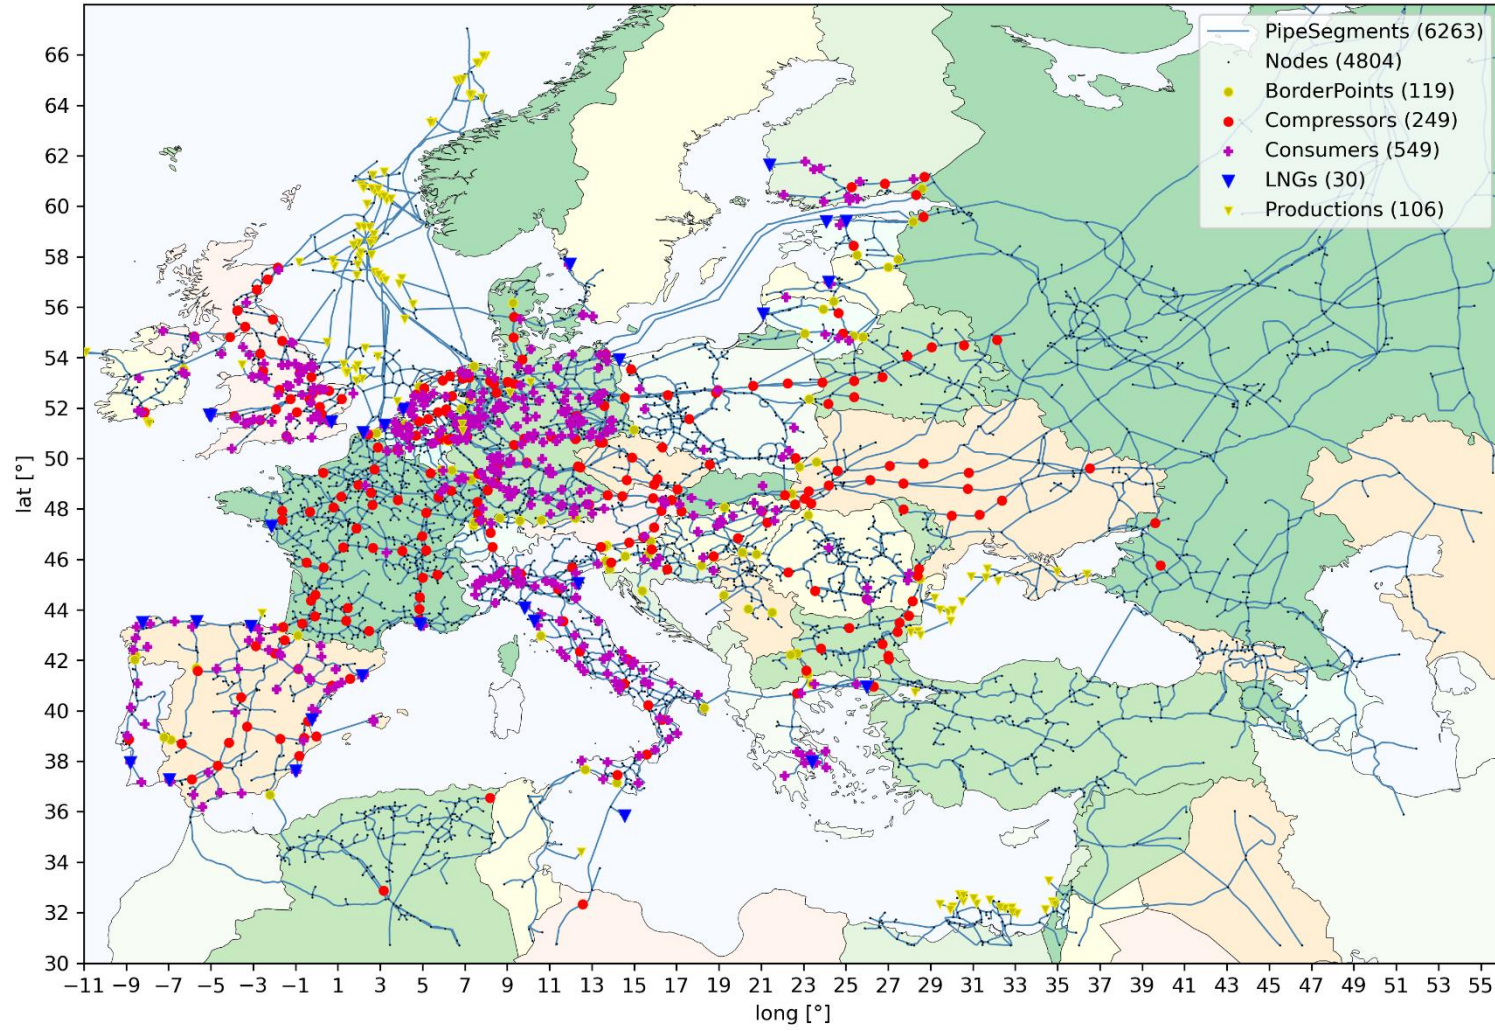 PipeSegments (6263)
Nodes (4804)
BorderPoints (119)
Compressors (249)
Consumers (549)
LNGs (30)
Productions (106)
66
64
62
60
58
56
54
52
50
48
46
44
42
40
38
36
34
32
30
lat [°]
−11 −9 −7 −5 −3 −1 1 3 5 7 9 11 13 15 17 19 21 23 25 27 29 31 33 35 37 39 41 43 45 47 49 51 53 55
long [°]